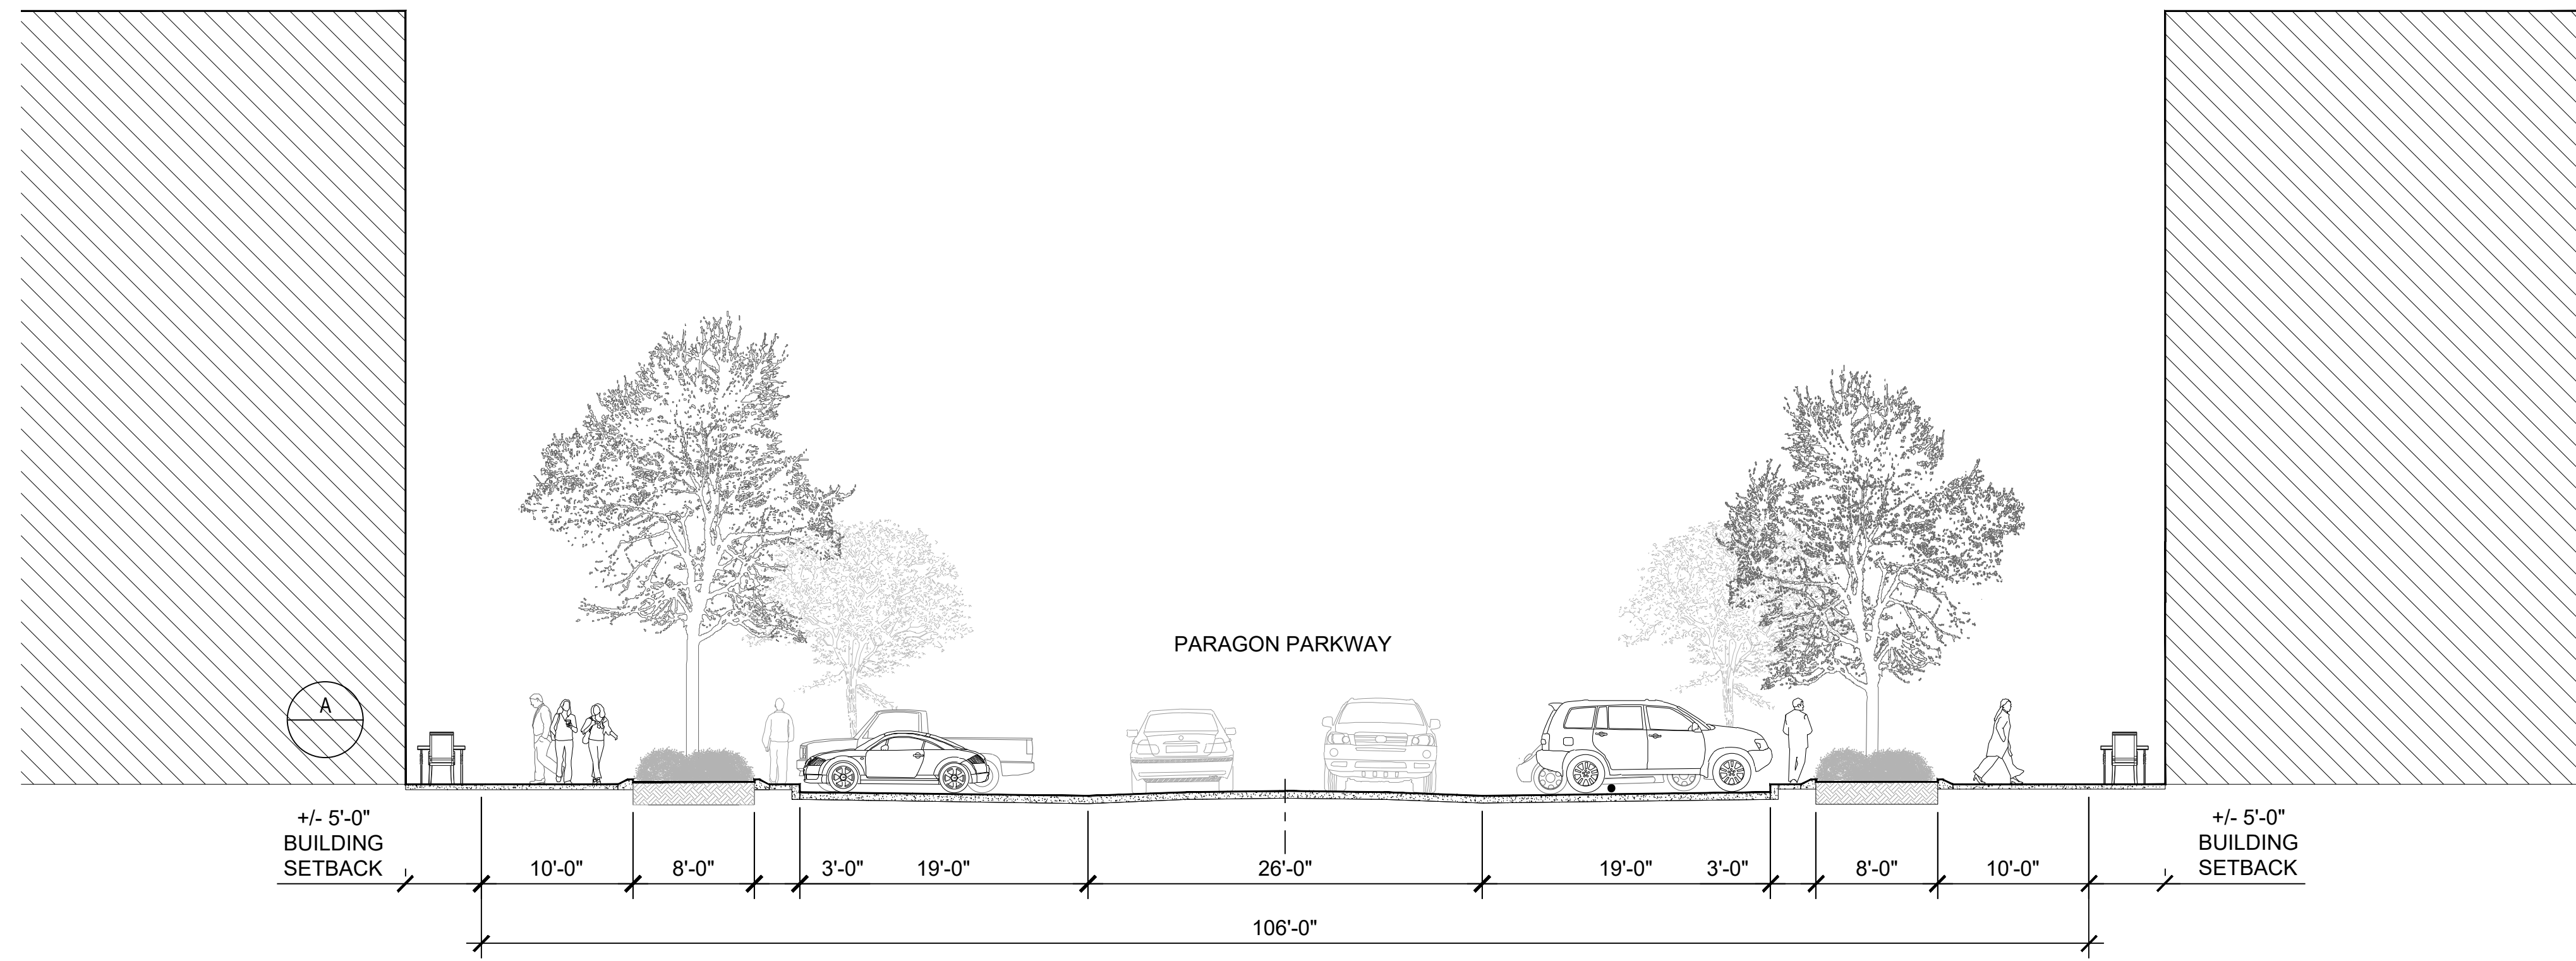 PARAGON PARKWAY
A
+/- 5'-0"
BUILDING
SETBACK
10'-0"
8'-0"
3'-0"
19'-0"
26'-0"
19'-0"
3'-0"
8'-0"
10'-0"
+/- 5'-0"
BUILDING
SETBACK
106'-0"